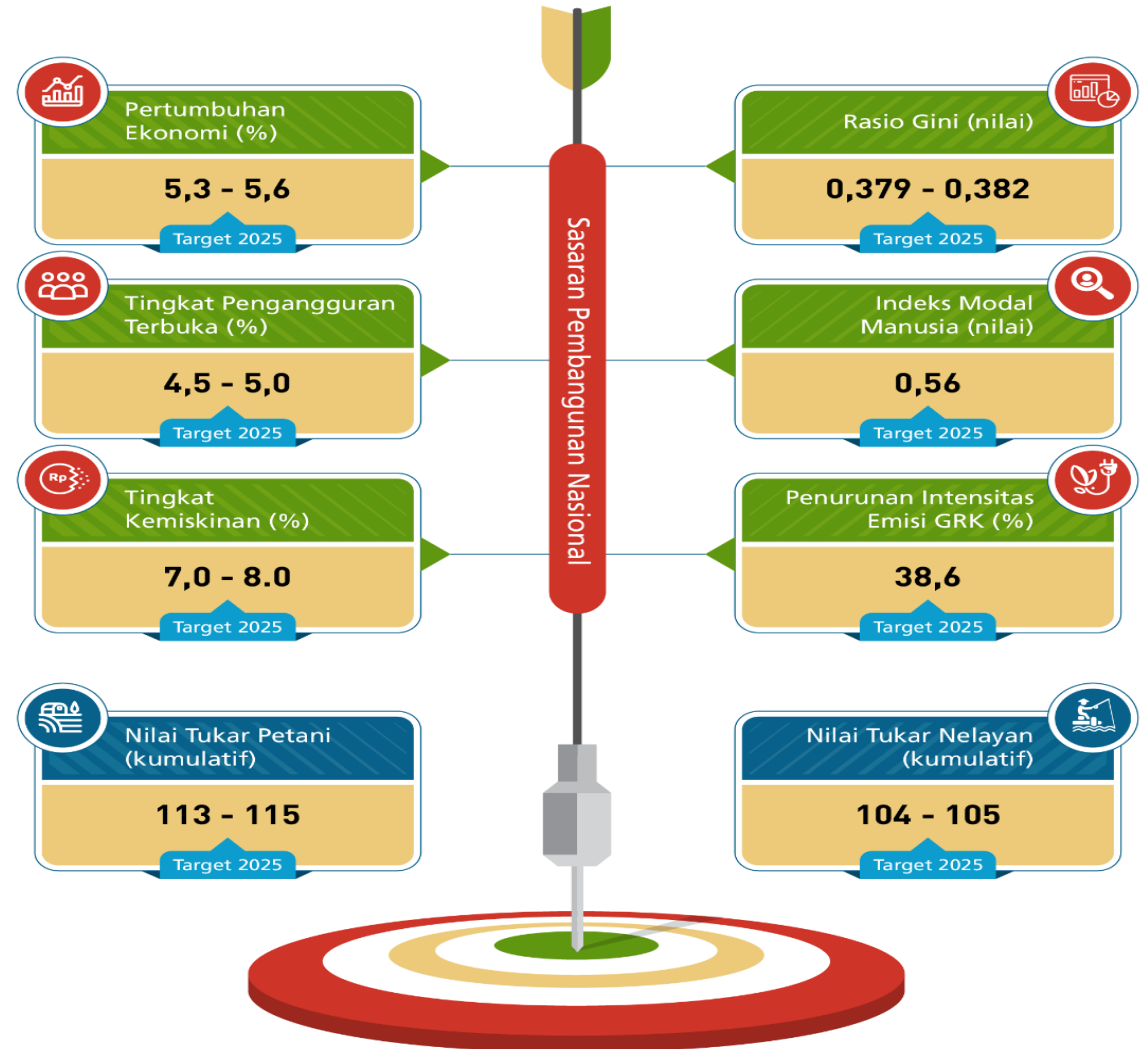 Pertumbuhan
Ekonomi (%)
5,3 - 5,6
Target 2025
Rasio Gini (nilai)
0,379 - 0,382
Target 2025
Sasaran Pembangunan Nasional
Tingkat Pengangguran
Terbuka (%)
4,5 - 5,0
Target 2025
Indeks Modal
Manusia (nilai)
0,56
Target 2025
Rp
Tingkat
Kemiskinan (%)
7,0 - 8.0
Target 2025
Penurunan Intensitas
Emisi GRK (%)
38,6
Target 2025
Nilai Tukar Petani
(kumulatif)
113 - 115
Target 2025
Nilai Tukar Nelayan
(kumulatif)
104 - 105
Target 2025